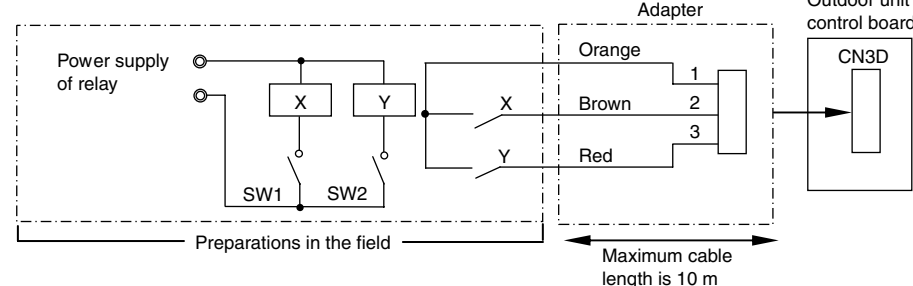 Adapter
Outdoor unit
control board
Power supply
of relay
Orange
CN3D
1
X
Y
X
Brown
2
3
Y
Red
SW1
SW2
Preparations in the field
Maximum cable
length is 10 m